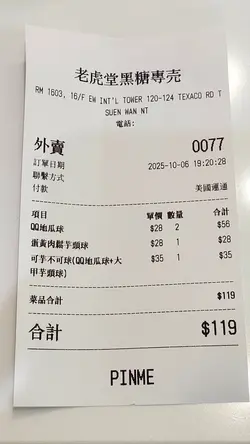 老虎堂黑糖專売
RM 1603, 16/F EW INT'L TOWER 120-124 TEXACO RD T
SUEN WAN NT
電話:
外賣 0077
訂單日期 2025-10-06 19:20:28
聯繫方式
付款 美國運通
項目 單價 數量 合計
QQ地瓜球 $28 2 $56
蛋黃肉鬆芋頭球 $28 1 $28
可芋不可球(QQ地瓜球+大 $35 1 $35
甲芋頭球)
菜品合計 $119
合計 $119
PINME